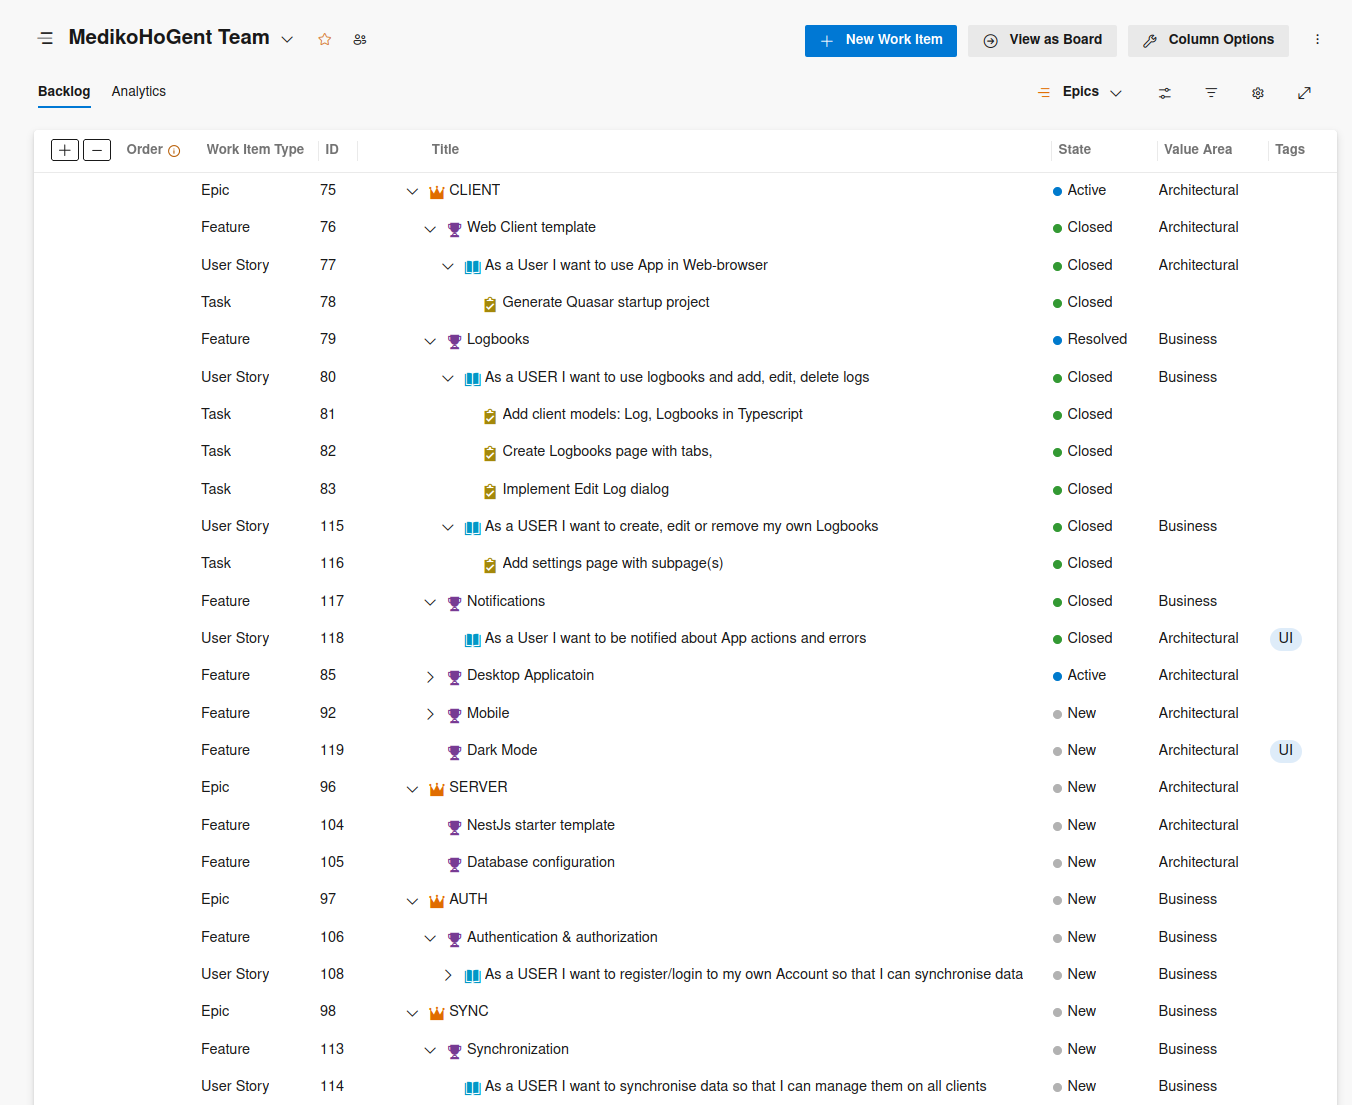 MedikoHoGent Team
New Work Item View as Board Column Options
Backlog Analytics
Epics
Order Work Item Type ID Title State Value Area Tags
Epic 75 CLIENT Active Architectural
Feature 76 Web Client template Closed Architectural
User Story 77 As a User I want to use App in Web-browser Closed Architectural
Task 78 Generate Quasar startup project Closed
Feature 79 Logbooks Resolved Business
User Story 80 As a USER I want to use logbooks and add, edit, delete logs Closed Business
Task 81 Add client models: Log, Logbooks in Typescript Closed
Task 82 Create Logbooks page with tabs, Closed
Task 83 Implement Edit Log dialog Closed
User Story 115 As a USER I want to create, edit or remove my own Logbooks Closed Business
Task 116 Add settings page with subpage(s) Closed
Feature 117 Notifications Closed Business
User Story 118 As a User I want to be notified about App actions and errors Closed Architectural UI
Feature 85 Desktop Applicatoin Active Architectural
Feature 92 Mobile New Architectural
Feature 119 Dark Mode New Architectural UI
Epic 96 SERVER New Architectural
Feature 104 NestJs starter template New Architectural
Feature 105 Database configuration New Architectural
Epic 97 AUTH New Business
Feature 106 Authentication & authorization New Business
User Story 108 As a USER I want to register/login to my own Account so that I can synchronise data New Business
Epic 98 SYNC New Business
Feature 113 Synchronization New Business
User Story 114 As a USER I want to synchronise data so that I can manage them on all clients New Business